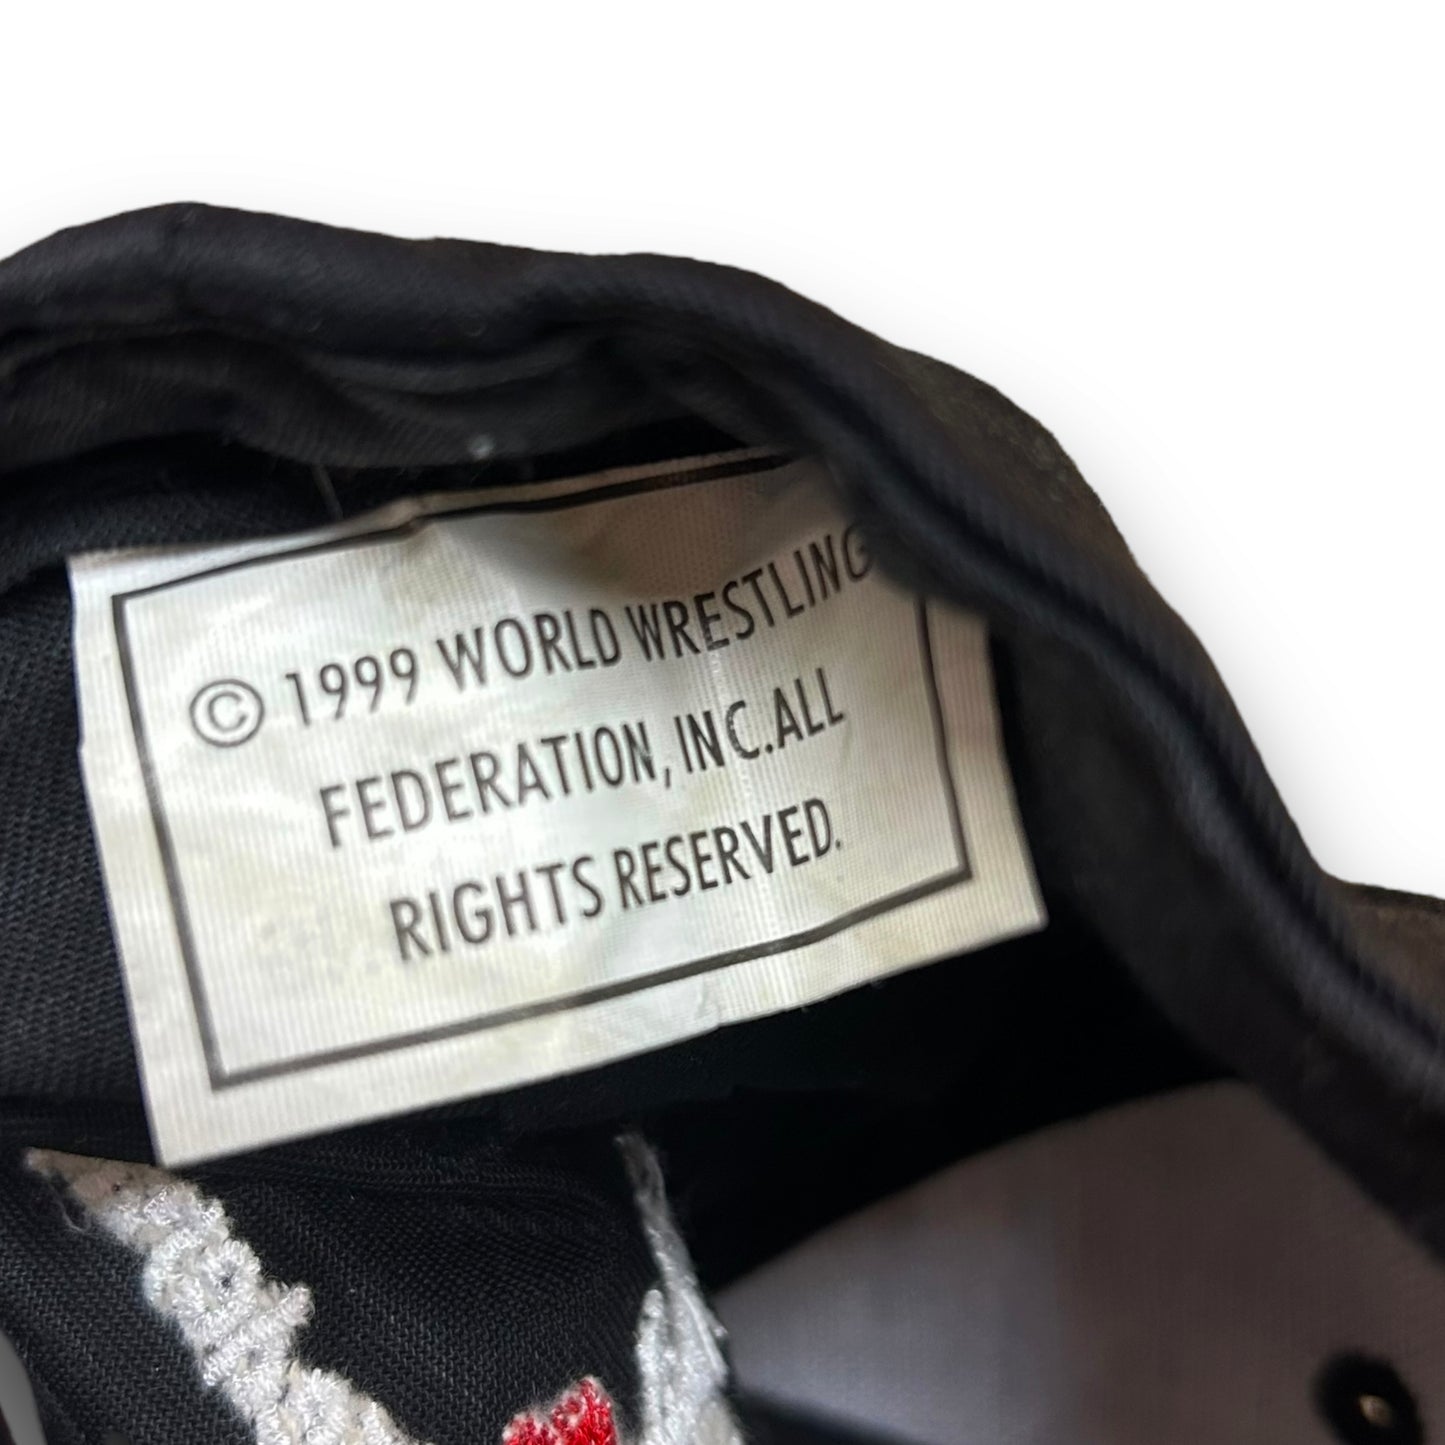 © 1999 WORLD WRESTLING
FEDERATION, INC.ALL
RIGHTS RESERVED.